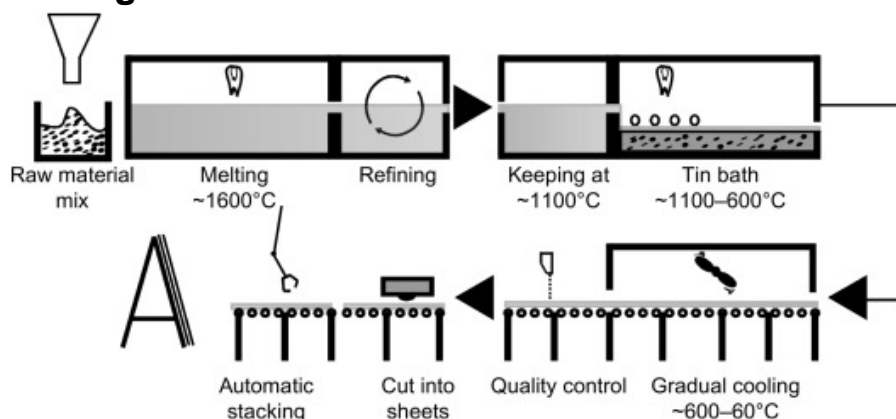 Raw material
mix
Melting
~1600°C
Refining
Keeping at
~1100°C
Tin bath
~1100–600°C
Automatic
stacking
Cut into
sheets
Quality control
Gradual cooling
~600–60°C